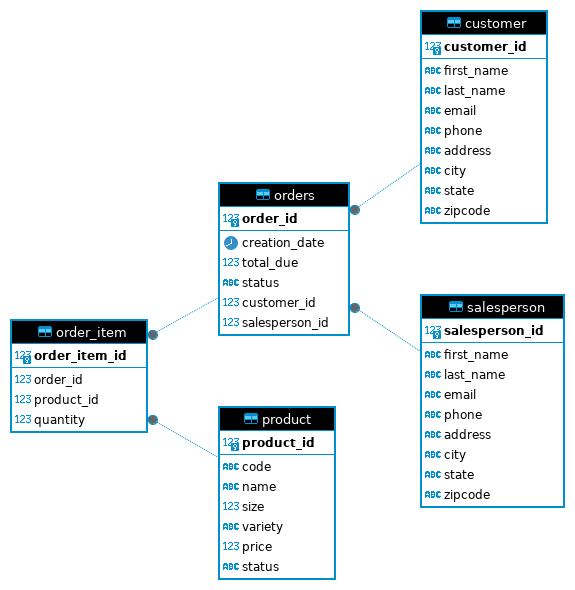 customer
123 customer_id
ABC first_name
ABC last_name
ABC email
ABC phone
ABC address
ABC city
ABC state
ABC zipcode
orders
123 order_id
creation_date
123 total_due
ABC status
123 customer_id
123 salesperson_id
salesperson
123 salesperson_id
ABC first_name
ABC last_name
ABC email
ABC phone
ABC address
ABC city
ABC state
ABC zipcode
order_item
123 order_item_id
123 order_id
123 product_id
123 quantity
product
123 product_id
ABC code
ABC name
123 size
ABC variety
123 price
ABC status